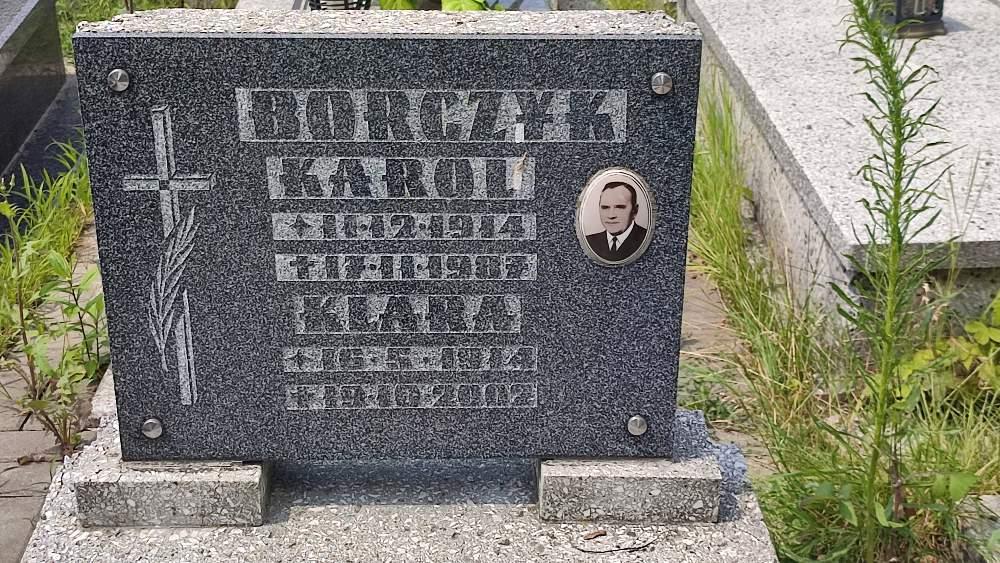 BORCZYK
KAROL
✦ 11·12·1914
✝ 17·11·1987
KLARA
✦ 16·5·1914
✝ 19·10·2002